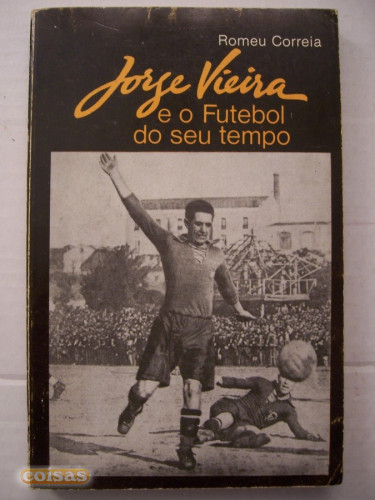 Romeu Correia
Jorge Vieira
e o Futebol
do seu tempo
coisas